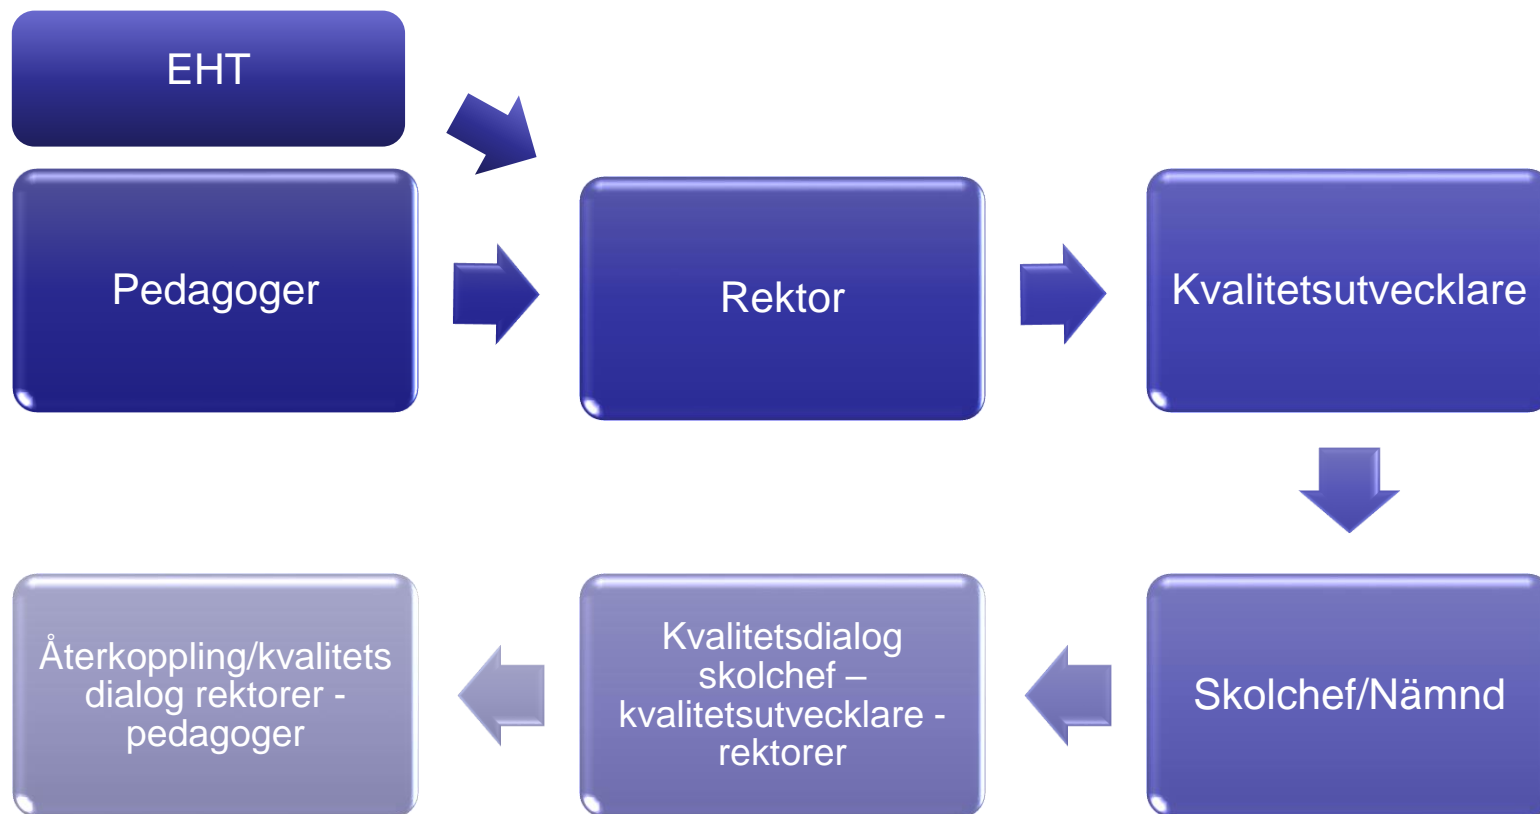 EHT
Pedagoger
Rektor
Kvalitetsutvecklare
Återkoppling/kvalitets
dialog rektorer -
pedagoger
Kvalitetsdialog
skolchef –
kvalitetsutvecklare -
rektorer
Skolchef/Nämnd